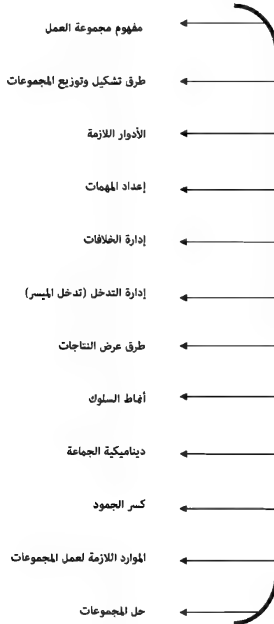 مفهوم مجموعة العمل
طرق تشكيل وتوزيع المجموعات
الأدوار اللازمة
إعداد المهمات
إدارة الخلافات
إدارة التدخل (تدخل الميسر)
طرق عرض النتاجات
أنماط السلوك
ديناميكية الجماعة
كسر الجمود
الموارد اللازمة لعمل المجموعات
حل المجموعات